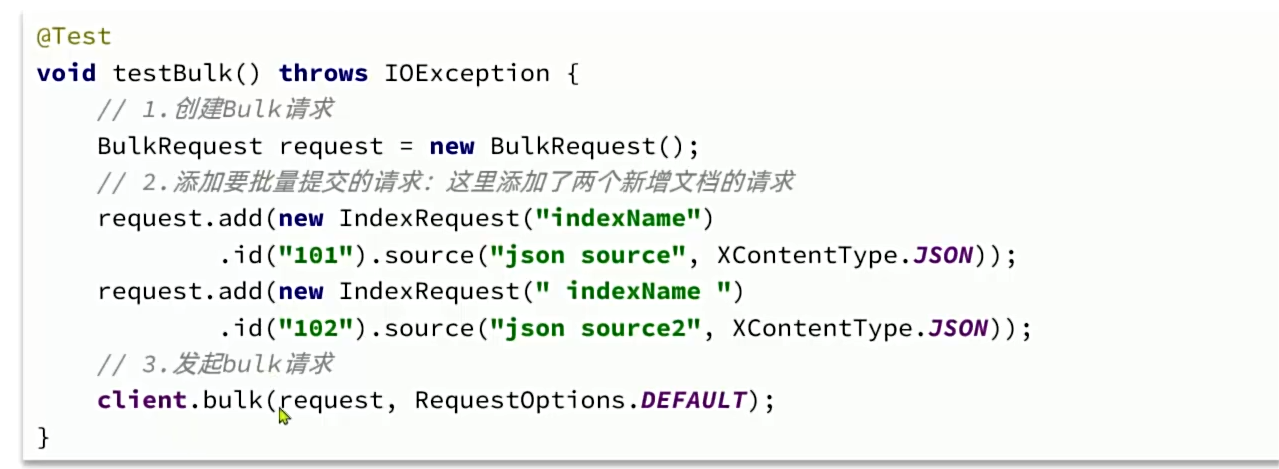 @Test
void testBulk() throws IOException {
    // 1.创建Bulk请求
    BulkRequest request = new BulkRequest();
    // 2.添加要批量提交的请求：这里添加了两个新增文档的请求
    request.add(new IndexRequest("indexName")
            .id("101").source("json source", XContentType.JSON));
    request.add(new IndexRequest(" indexName ")
            .id("102").source("json source2", XContentType.JSON));
    // 3.发起bulk请求
    client.bulk(request, RequestOptions.DEFAULT);
}